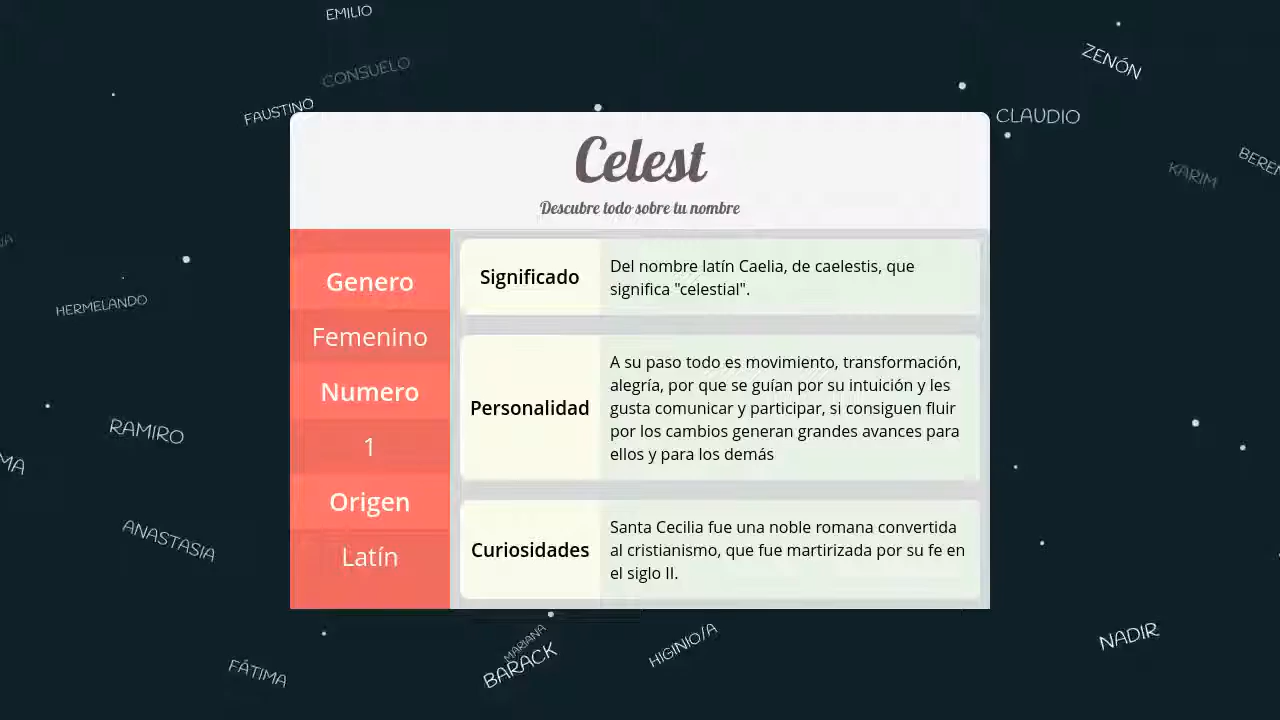 EMILIO
CONSUELO
FAUSTINO
ZENÓN
CLAUDIO
KARIM
HERMELANDO
RAMIRO
ANASTASIA
FÁTIMA
MARIANA
BARACK
HIGINIO/A
NADIR
Celest
Descubre todo sobre tu nombre
Genero
Femenino
Numero
1
Origen
Latín
Significado
Del nombre latín Caelia, de caelestis, que
significa "celestial".
Personalidad
A su paso todo es movimiento, transformación,
alegría, por que se guían por su intuición y les
gusta comunicar y participar, si consiguen fluir
por los cambios generan grandes avances para
ellos y para los demás
Curiosidades
Santa Cecilia fue una noble romana convertida
al cristianismo, que fue martirizada por su fe en
el siglo II.